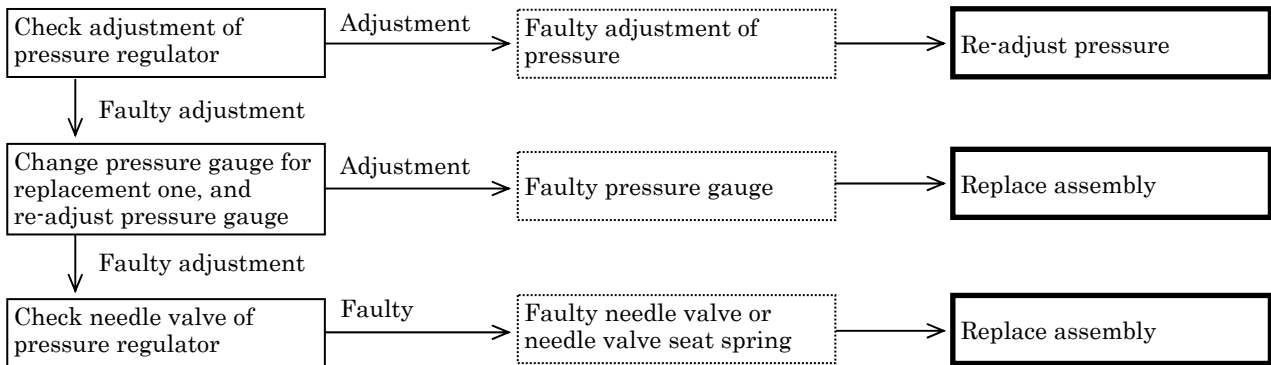 Check adjustment of
pressure regulator
Adjustment
Faulty adjustment of
pressure
Re-adjust pressure
Faulty adjustment
Change pressure gauge for
replacement one, and
re-adjust pressure gauge
Adjustment
Faulty pressure gauge
Replace assembly
Faulty adjustment
Check needle valve of
pressure regulator
Faulty
Faulty needle valve or
needle valve seat spring
Replace assembly